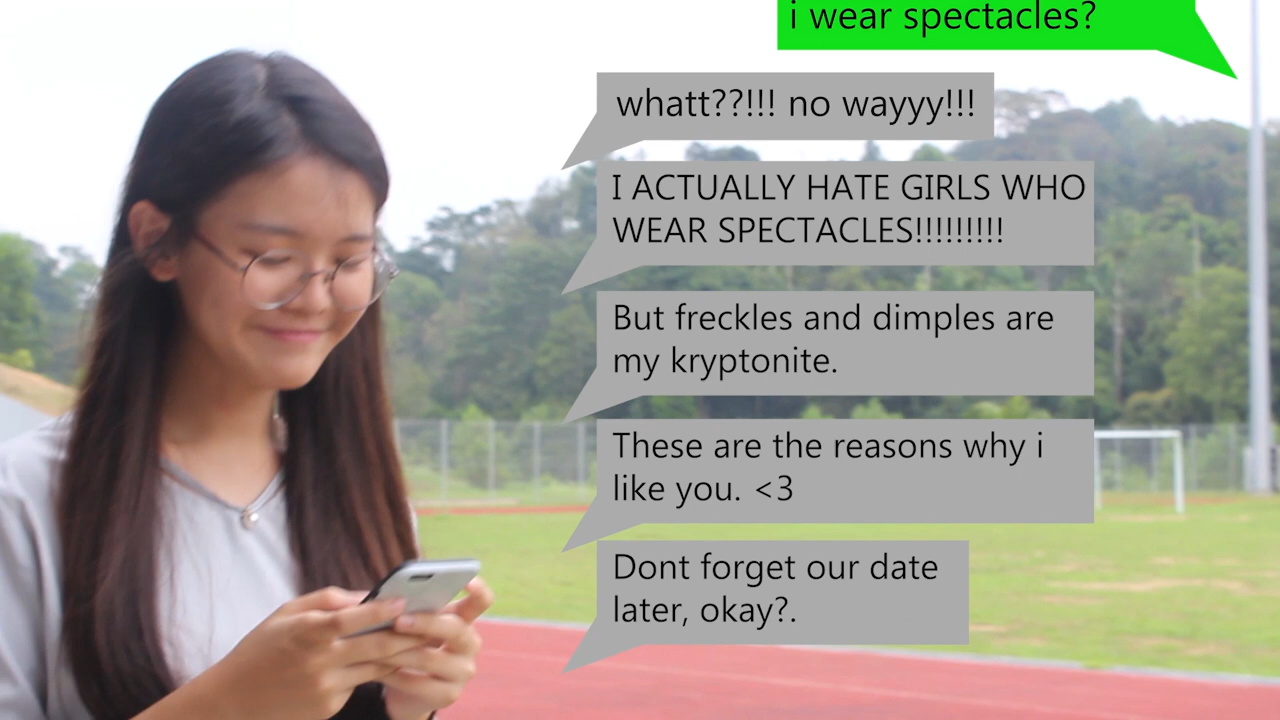 i wear spectacles?
whatt??!!! no wayyy!!!
I ACTUALLY HATE GIRLS WHO
WEAR SPECTACLES!!!!!!!!!
But freckles and dimples are
my kryptonite.
These are the reasons why i
like you. <3
Dont forget our date
later, okay?.